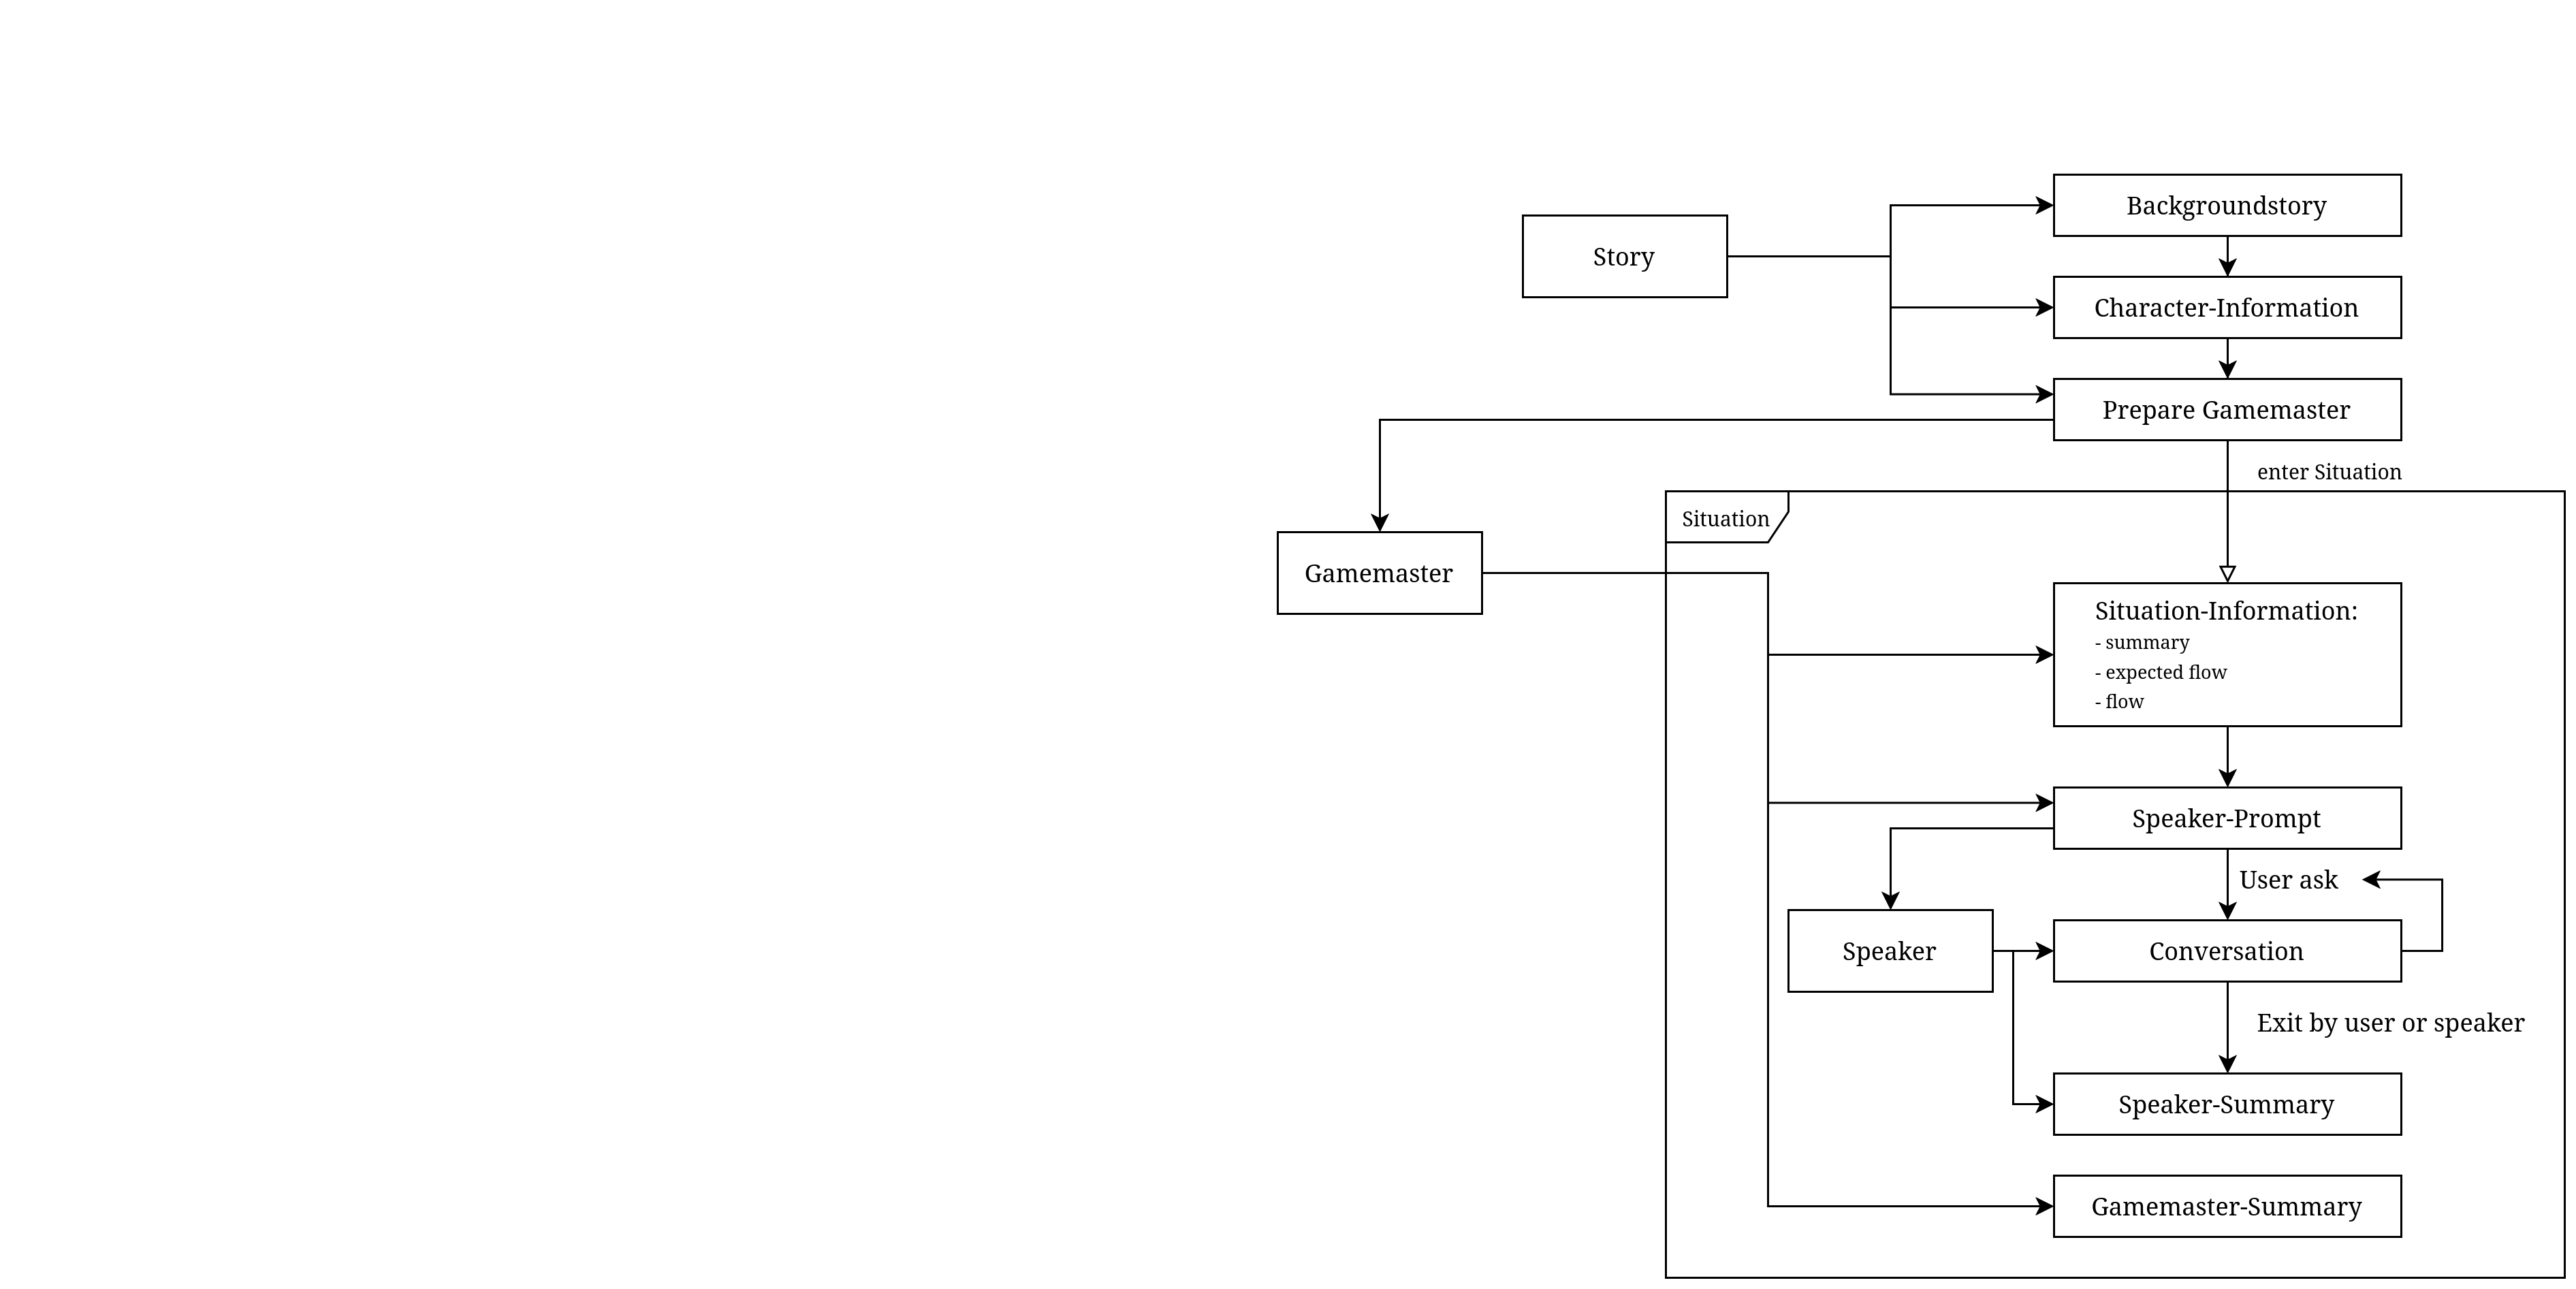 Backgroundstory
Story
Character-Information
Prepare Gamemaster
enter Situation
Situation
Gamemaster
Situation-Information:
- summary
- expected flow
- flow
Speaker-Prompt
User ask
Speaker
Conversation
Exit by user or speaker
Speaker-Summary
Gamemaster-Summary